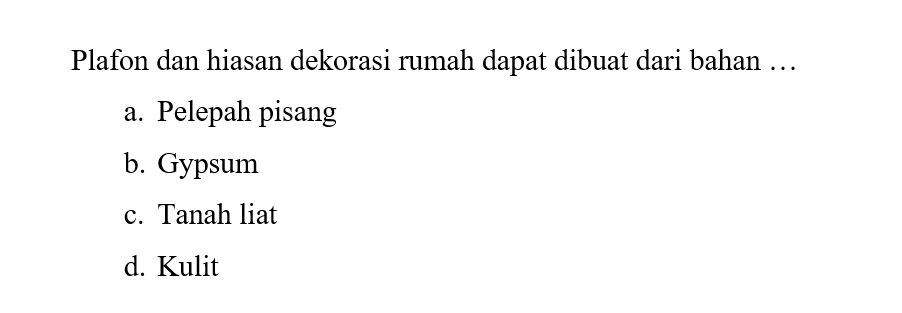 Plafon dan hiasan dekorasi rumah dapat dibuat dari bahan …
a. Pelepah pisang
b. Gypsum
c. Tanah liat
d. Kulit